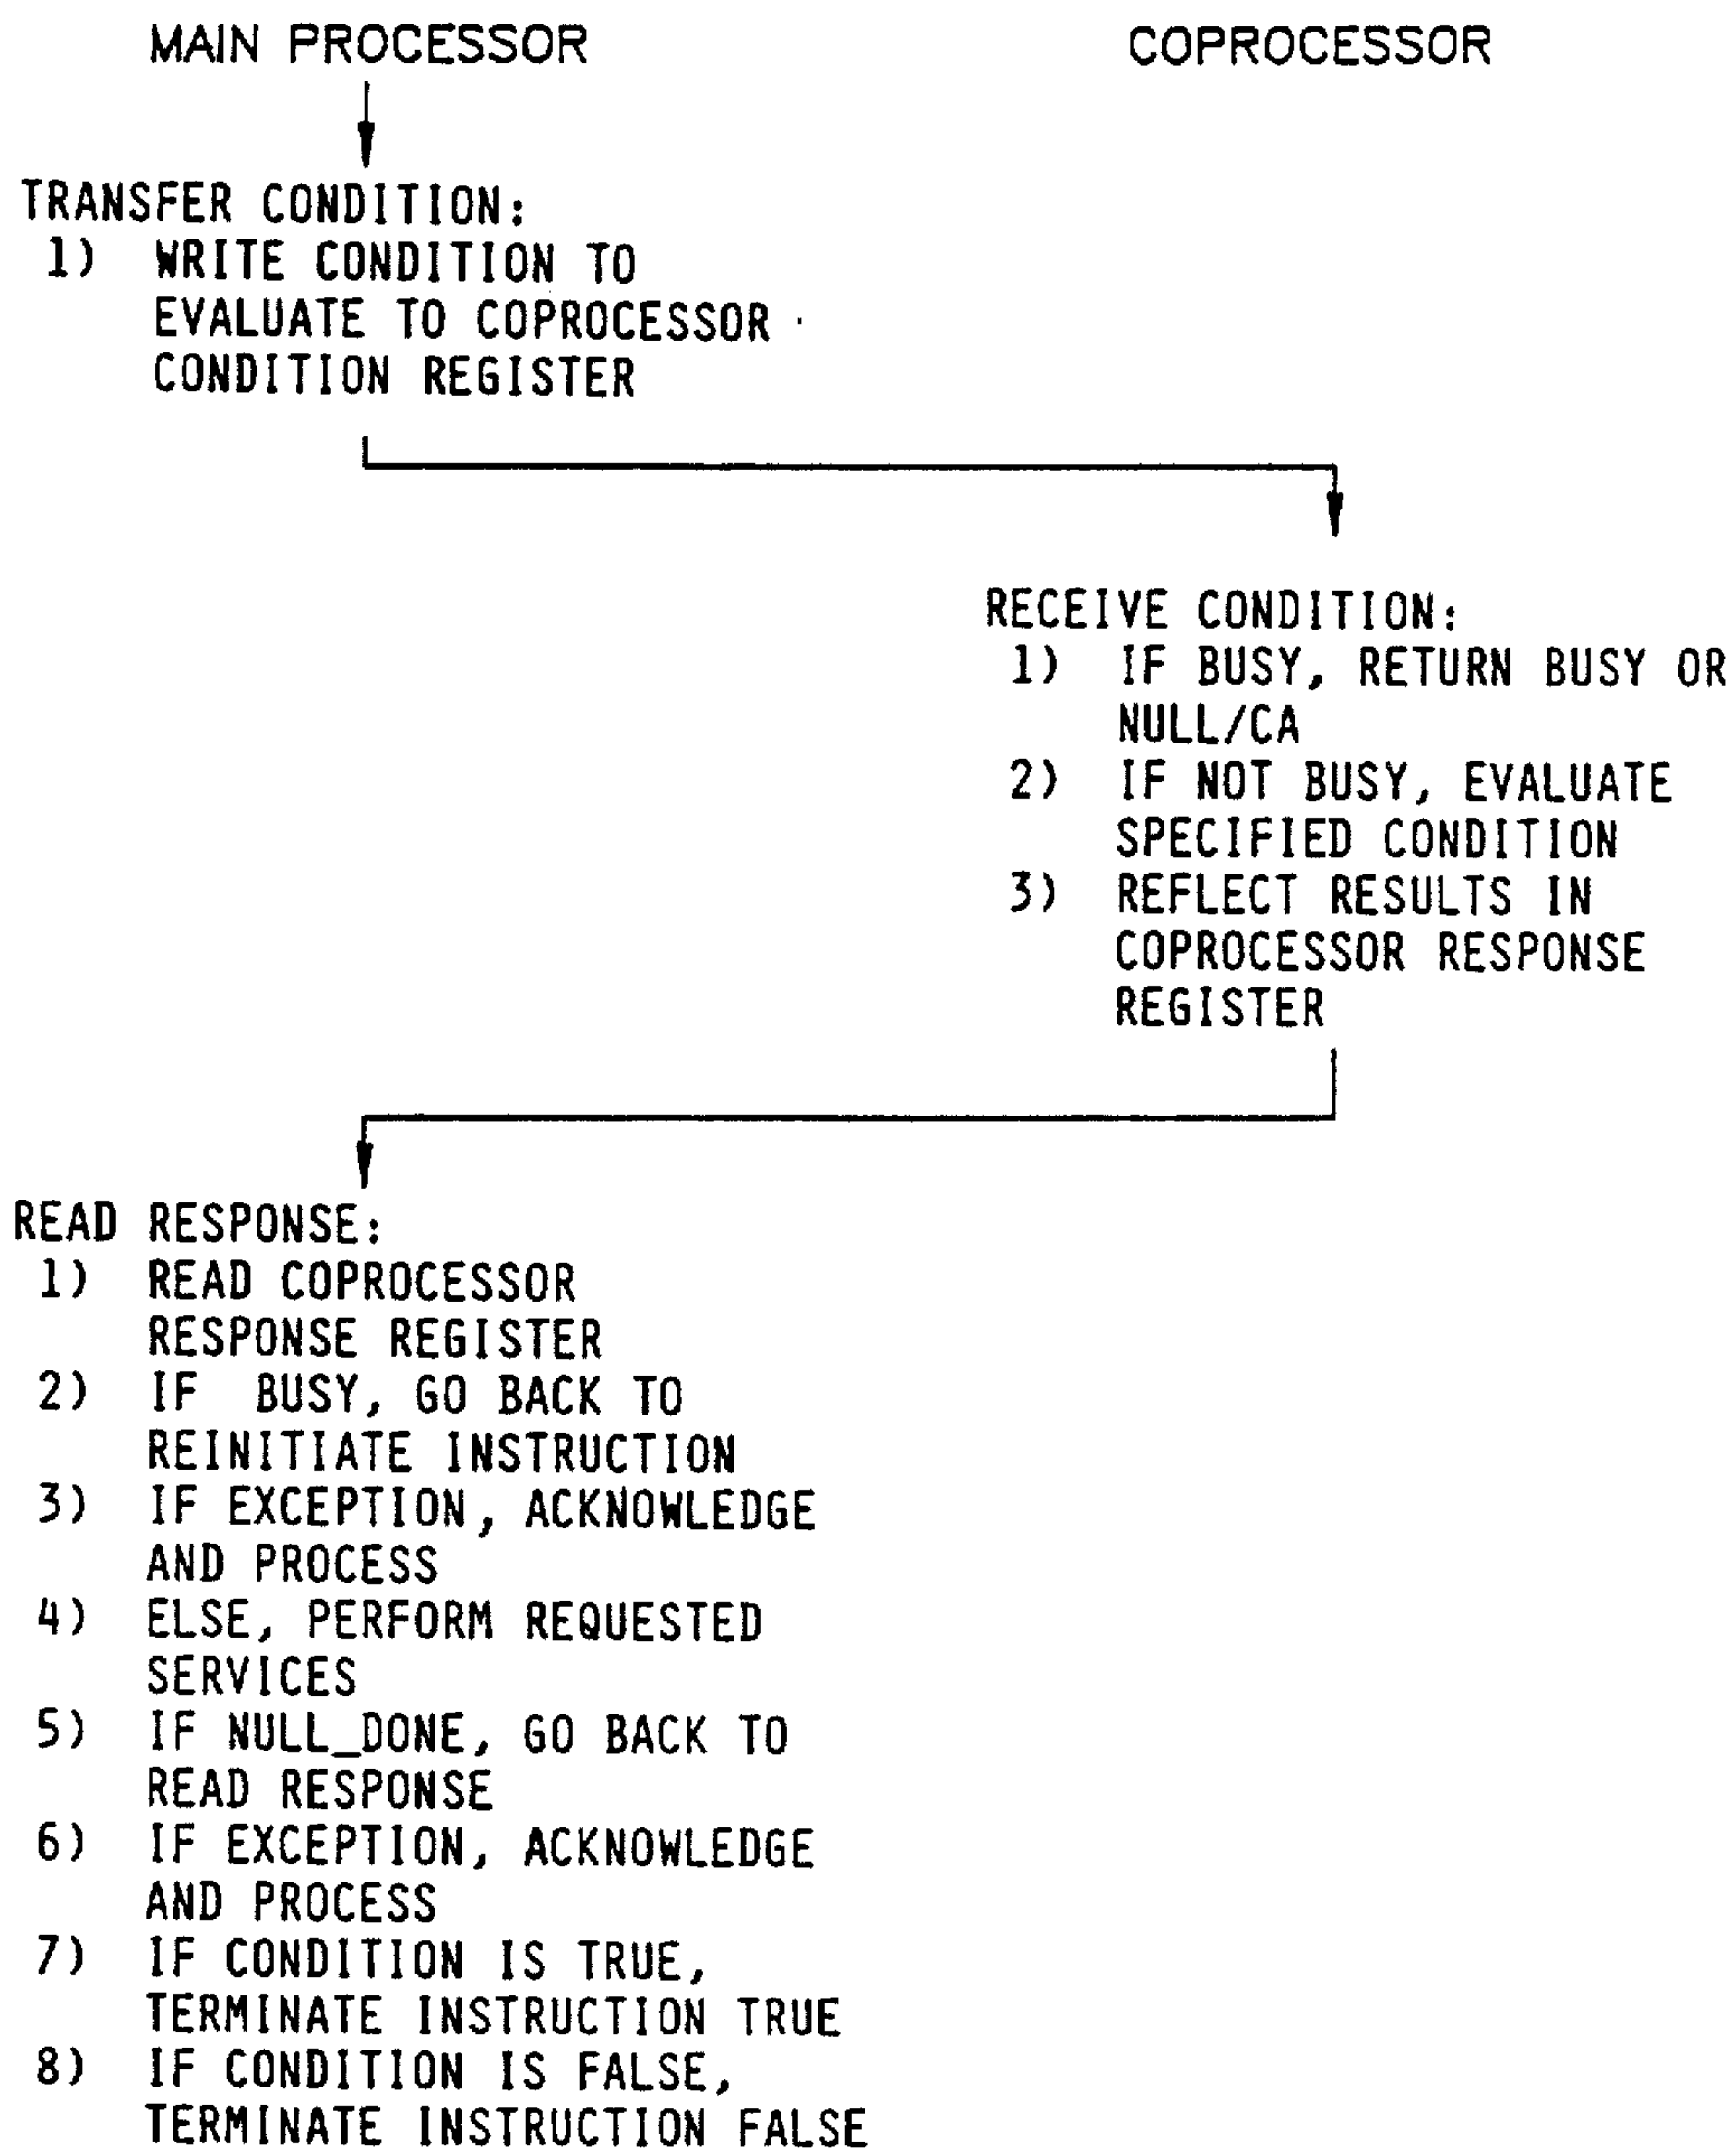 MAIN PROCESSOR
COPROCESSOR
TRANSFER CONDITION:
1) WRITE CONDITION TO
EVALUATE TO COPROCESSOR
CONDITION REGISTER
RECEIVE CONDITION:
1) IF BUSY, RETURN BUSY OR
NULL/CA
2) IF NOT BUSY, EVALUATE
SPECIFIED CONDITION
3) REFLECT RESULTS IN
COPROCESSOR RESPONSE
REGISTER
READ RESPONSE:
1) READ COPROCESSOR
RESPONSE REGISTER
2) IF BUSY, GO BACK TO
REINITIATE INSTRUCTION
3) IF EXCEPTION, ACKNOWLEDGE
AND PROCESS
4) ELSE, PERFORM REQUESTED
SERVICES
5) IF NULL_DONE, GO BACK TO
READ RESPONSE
6) IF EXCEPTION, ACKNOWLEDGE
AND PROCESS
7) IF CONDITION IS TRUE,
TERMINATE INSTRUCTION TRUE
8) IF CONDITION IS FALSE,
TERMINATE INSTRUCTION FALSE